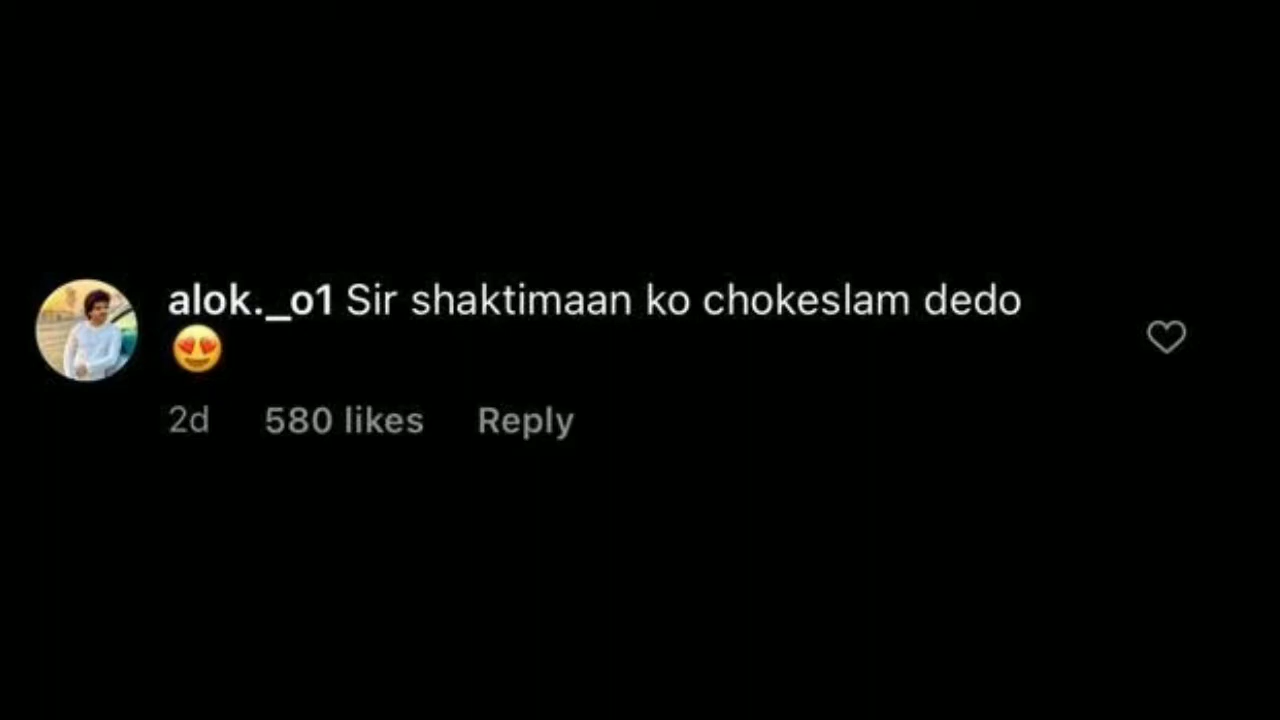 alok._o1 Sir shaktimaan ko chokeslam dedo
😍
2d 580 likes Reply